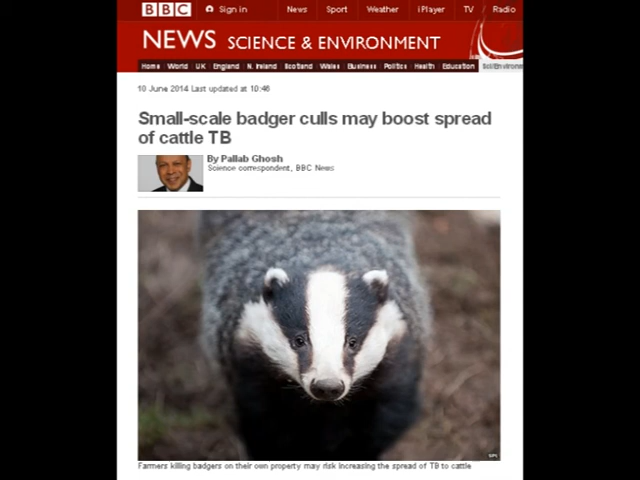 BBC Sign in News Sport Weather iPlayer TV Radio
NEWS SCIENCE & ENVIRONMENT
Home World UK England N. Ireland Scotland Wales Business Politics Health Education Sci/Environment
10 June 2014 Last updated at 10:46
Small-scale badger culls may boost spread
of cattle TB
By Pallab Ghosh
Science correspondent, BBC News
Farmers killing badgers on their own property may risk increasing the spread of TB to cattle